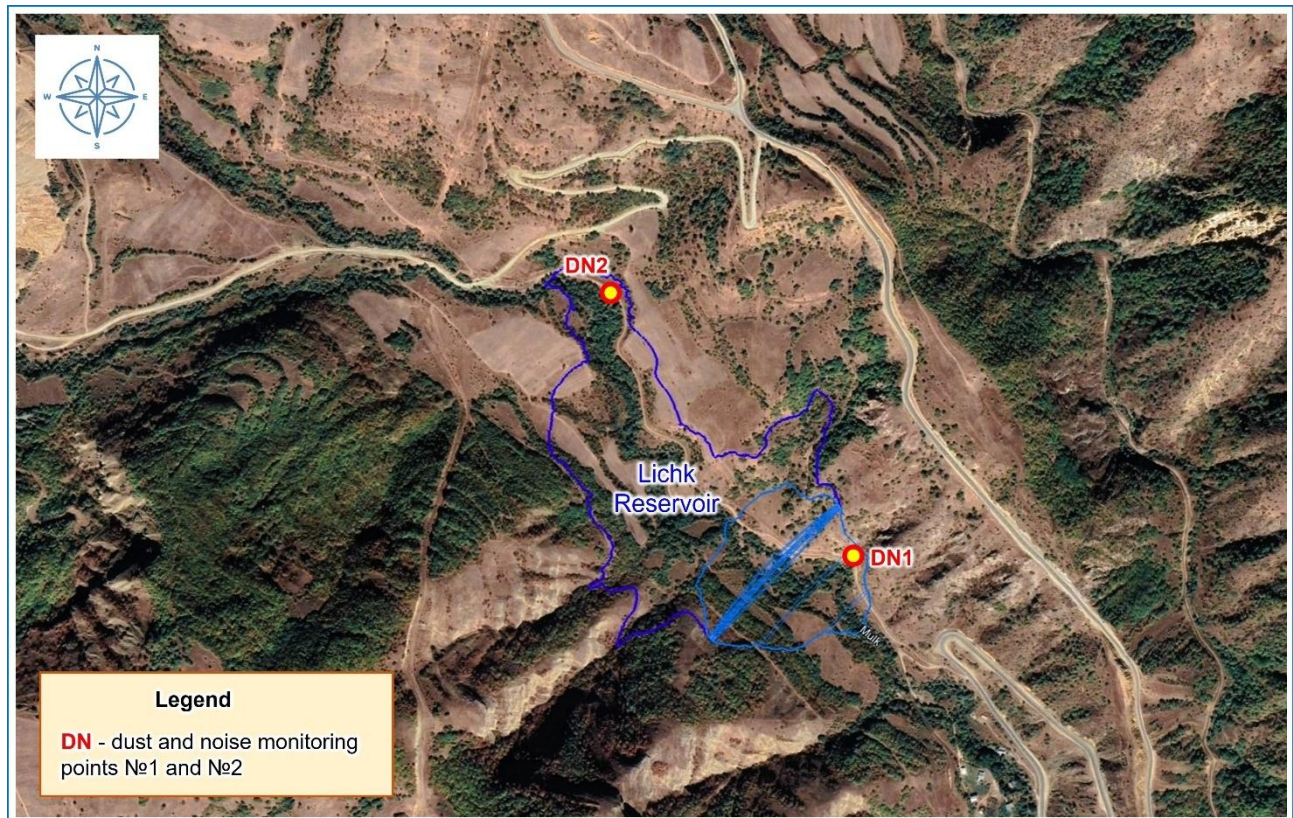 N
W E
S
DN2
Lichk
Reservoir
DN1
Mulk
Legend
DN - dust and noise monitoring
points №1 and №2